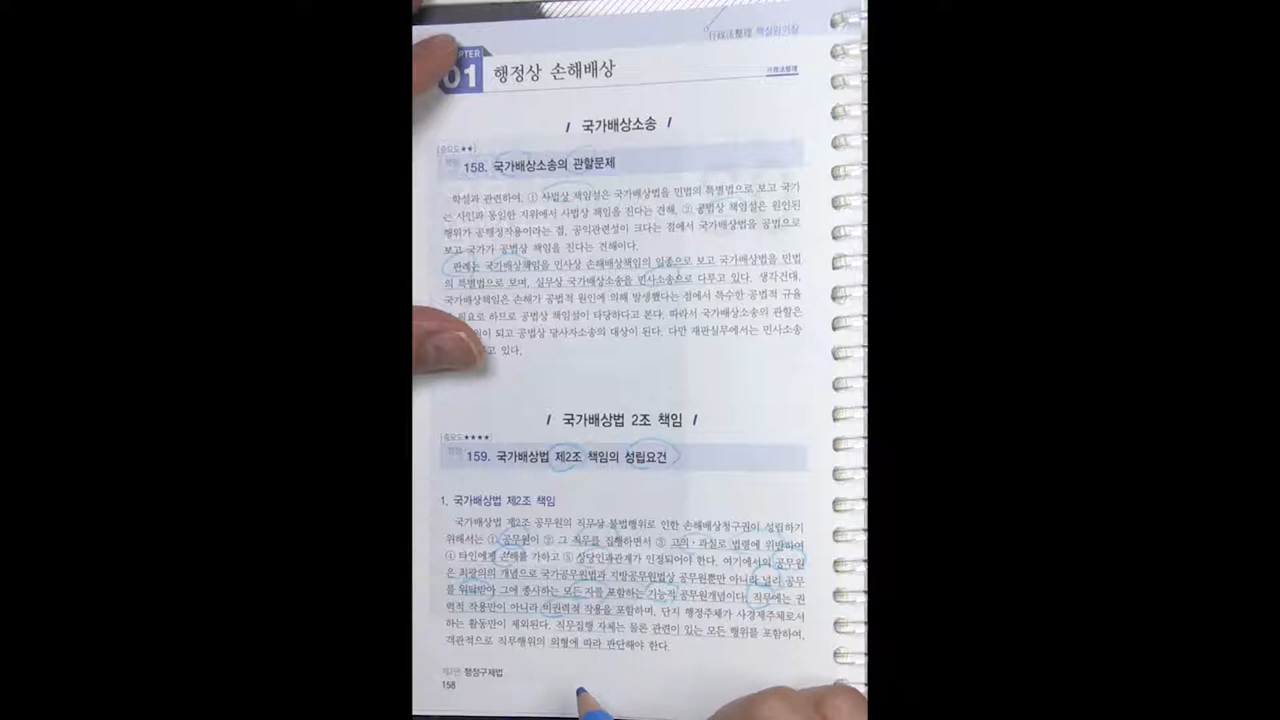 行政法整理 핵심암기장
CHAPTER
01 행정상 손해배상
行政法整理
/ 국가배상소송 /
[중요도★★]
쟁점 158. 국가배상소송의 관할문제
학설과 관련하여, ① 사법상 책임설은 국가배상법을 민법의 특별법으로 보고 국가
는 사인과 동일한 지위에서 사법상 책임을 진다는 견해, ② 공법상 책임설은 원인된
행위가 공행정작용이라는 점, 공익관련성이 크다는 점에서 국가배상법을 공법으로
보고 국가가 공법상 책임을 진다는 견해이다.
판례는 국가배상책임을 민사상 손해배상책임의 일종으로 보고 국가배상법을 민법
의 특별법으로 보며, 실무상 국가배상소송을 민사소송으로 다루고 있다. 생각건대,
국가배상책임은 손해가 공법적 원인에 의해 발생했다는 점에서 특수한 공법적 규율
필요로 하므로 공법상 책임설이 타당하다고 본다. 따라서 국가배상소송의 관할은
원이 되고 공법상 당사자소송의 대상이 된다. 다만 재판실무에서는 민사소송
고 있다.
/ 국가배상법 2조 책임 /
[중요도★★★★]
쟁점 159. 국가배상법 제2조 책임의 성립요건
1. 국가배상법 제2조 책임
국가배상법 제2조 공무원의 직무상 불법행위로 인한 손해배상청구권이 성립하기
위해서는 ① 공무원이 ② 그 직무를 집행하면서 ③ 고의·과실로 법령에 위반하여
④ 타인에게 손해를 가하고 ⑤ 상당인과관계가 인정되어야 한다. 여기에서의 공무원
은 최광의의 개념으로 국가공무원법과 지방공무원법상 공무원뿐만 아니라 널리 공무
를 위탁받아 그에 종사하는 모든 자를 포함하는 기능적 공무원개념이다. 직무에는 권
력적 작용만이 아니라 비권력적 작용을 포함하며, 단지 행정주체가 사경제주체로서
하는 활동만이 제외된다. 직무집행 자체는 물론 관련이 있는 모든 행위를 포함하여,
객관적으로 직무행위의 외형에 따라 판단해야 한다.
제3편 행정구제법
158